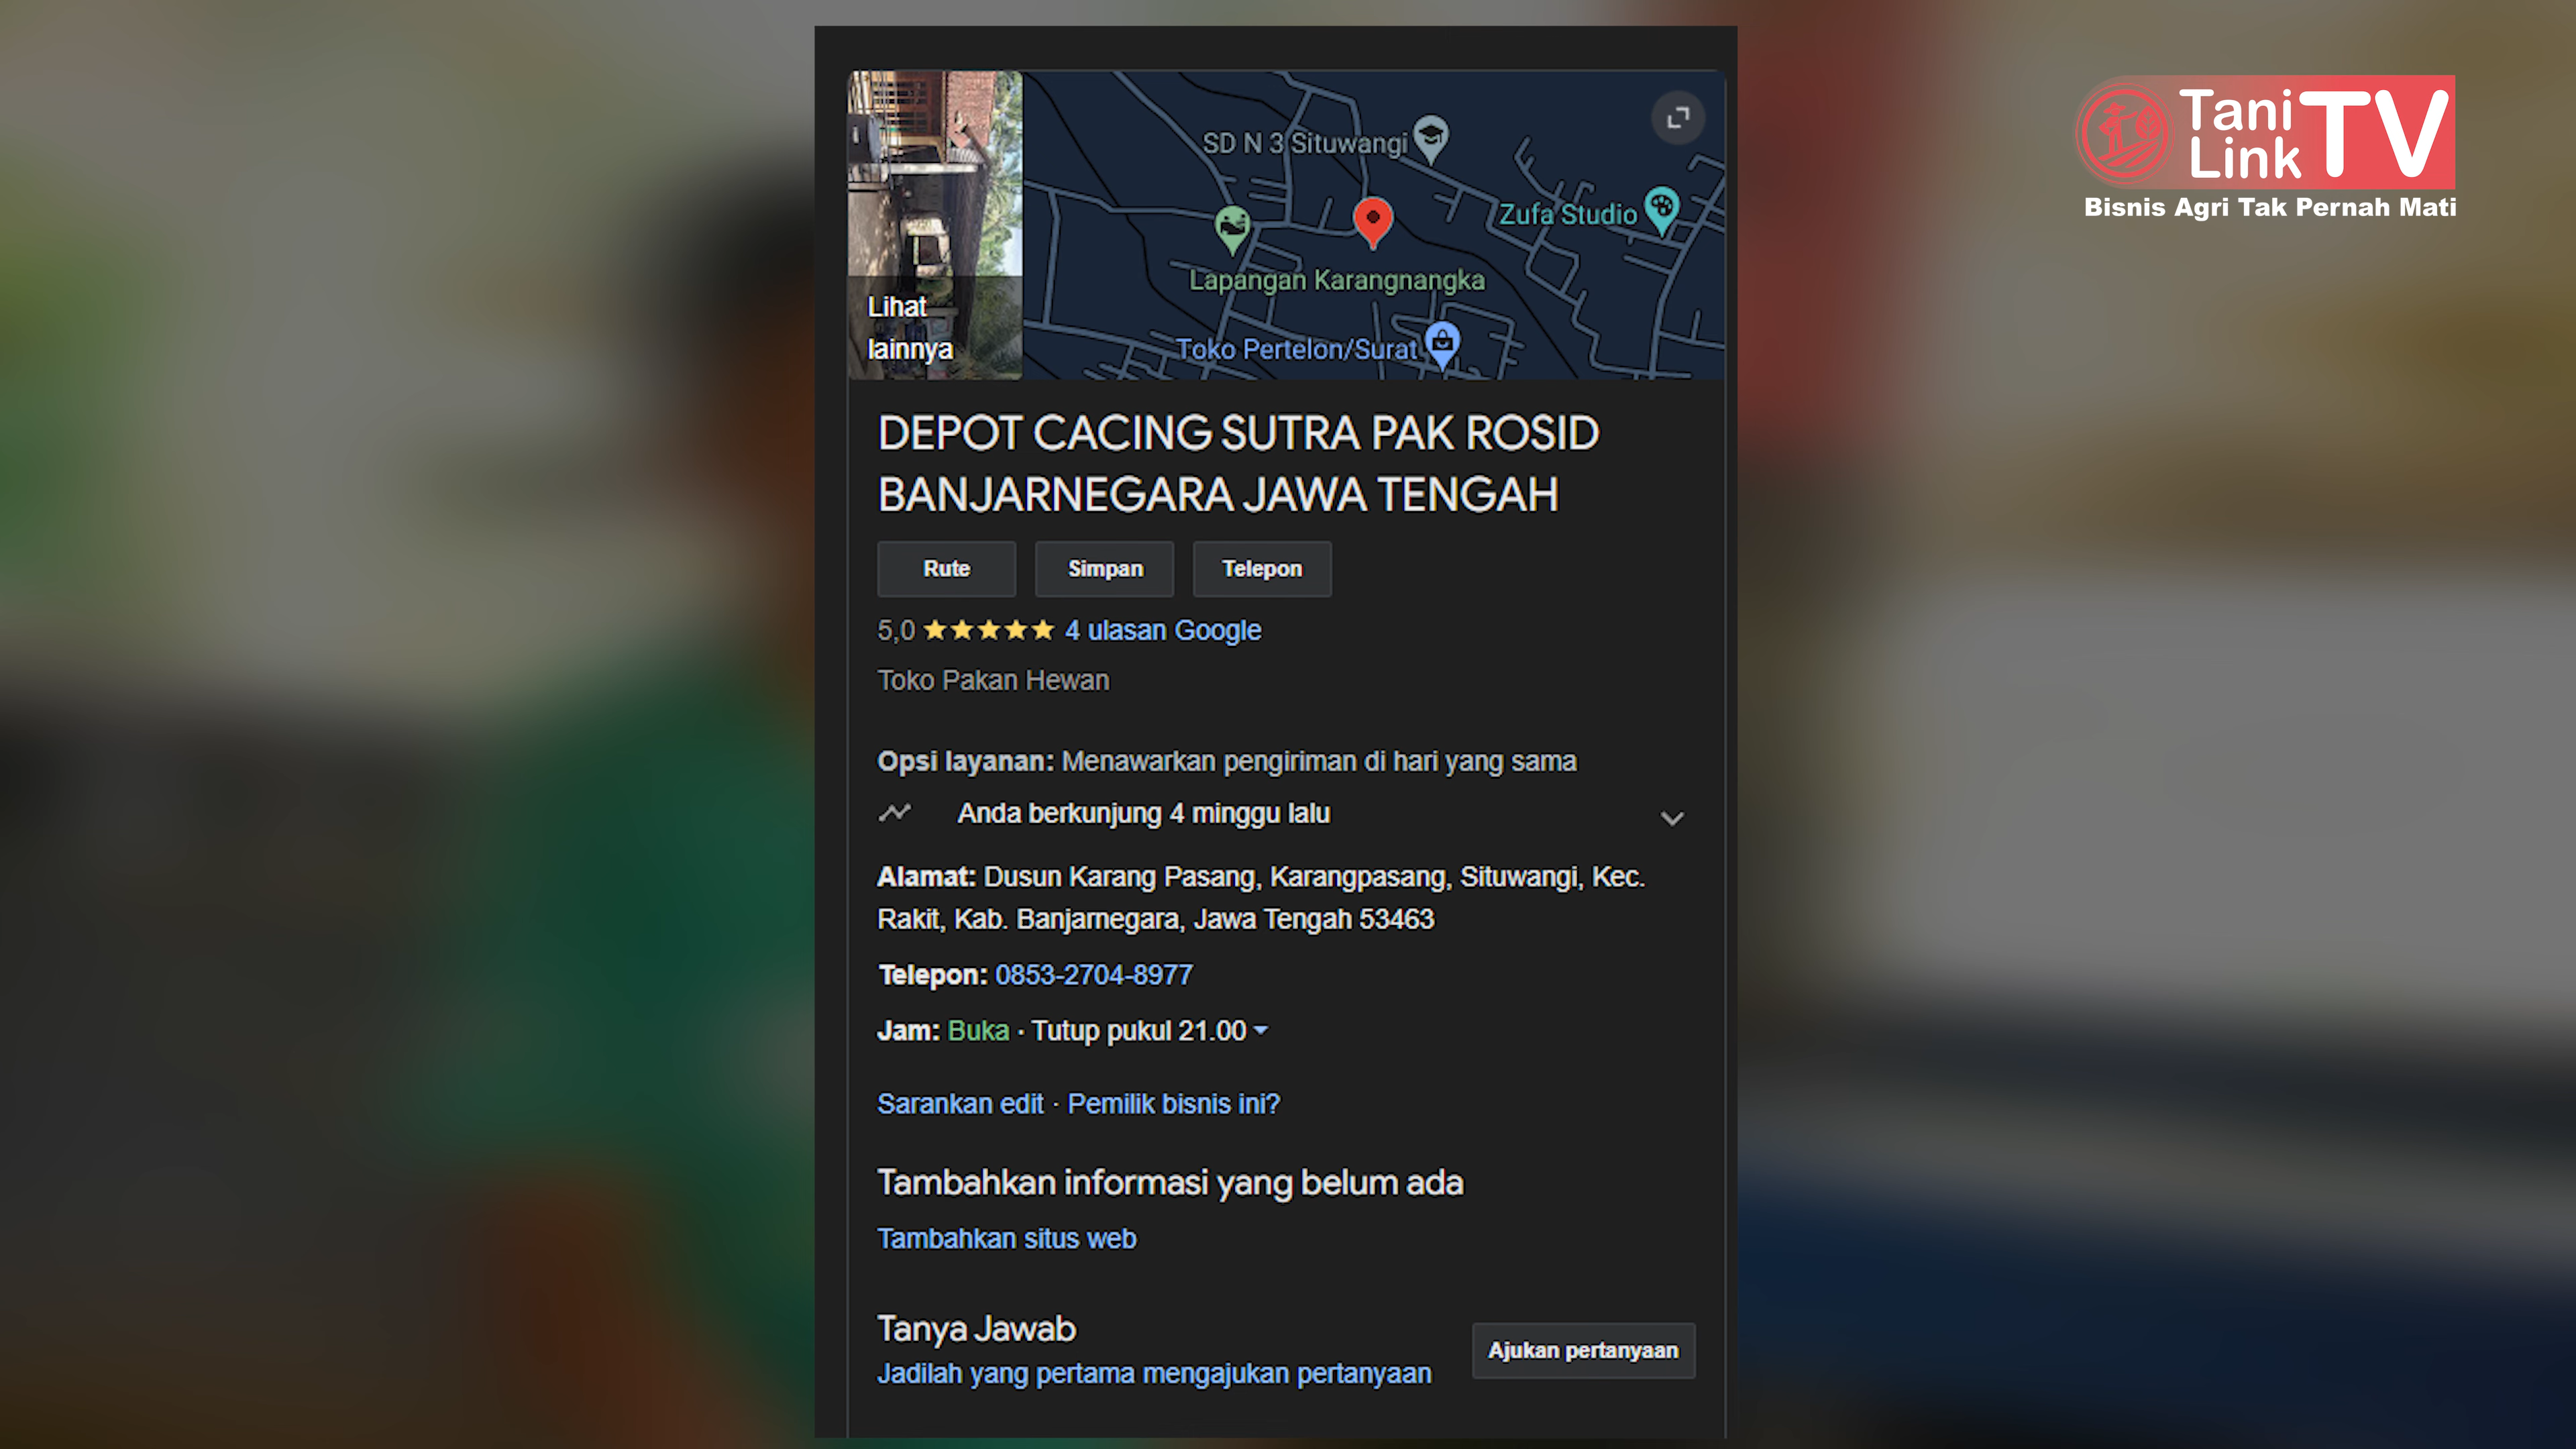 Tani
Link TV
Bisnis Agri Tak Pernah Mati
SD N 3 Situwangi
Zufa Studio
Lapangan Karangnangka
Toko Pertelon/Surat
Lihat
lainnya
DEPOT CACING SUTRA PAK ROSID
BANJARNEGARA JAWA TENGAH
Rute Simpan Telepon
5,0 4 ulasan Google
Toko Pakan Hewan
Opsi layanan: Menawarkan pengiriman di hari yang sama
Anda berkunjung 4 minggu lalu
Alamat: Dusun Karang Pasang, Karangpasang, Situwangi, Kec.
Rakit, Kab. Banjarnegara, Jawa Tengah 53463
Telepon: 0853-2704-8977
Jam: Buka · Tutup pukul 21.00
Sarankan edit · Pemilik bisnis ini?
Tambahkan informasi yang belum ada
Tambahkan situs web
Tanya Jawab
Jadilah yang pertama mengajukan pertanyaan
Ajukan pertanyaan